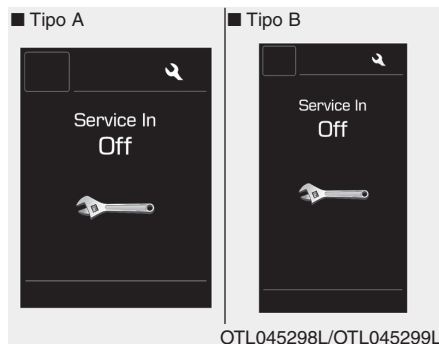 ■ Tipo A
Service In
Off
■ Tipo B
Service In
Off
OTL045298L/OTL045299L